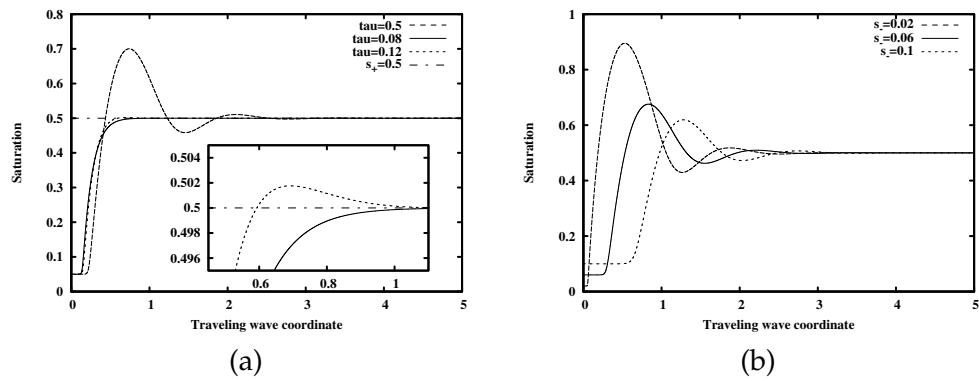 0.8
0.7
0.6
0.5
0.4
0.3
0.2
0.1
0
Saturation
tau=0.5
tau=0.08
tau=0.12
s_+=0.5
0.504
0.502
0.5
0.498
0.496
0.6 0.8 1
0 1 2 3 4 5
Traveling wave coordinate
(a)
1
0.8
0.6
0.4
0.2
0
Saturation
s_-=0.02
s_-=0.06
s_-=0.1
0 1 2 3 4 5
Traveling wave coordinate
(b)